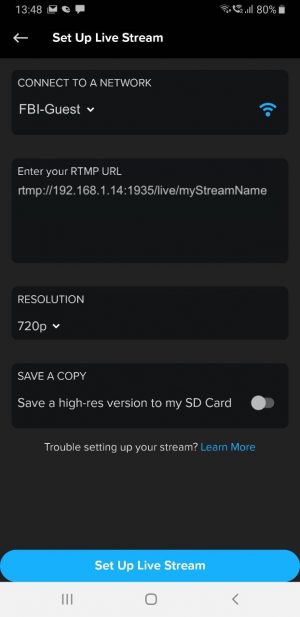 13:48
80%
Set Up Live Stream
CONNECT TO A NETWORK
FBI-Guest
Enter your RTMP URL
rtmp://192.168.1.14:1935/live/myStreamName
RESOLUTION
720p
SAVE A COPY
Save a high-res version to my SD Card
Trouble setting up your stream? Learn More
Set Up Live Stream